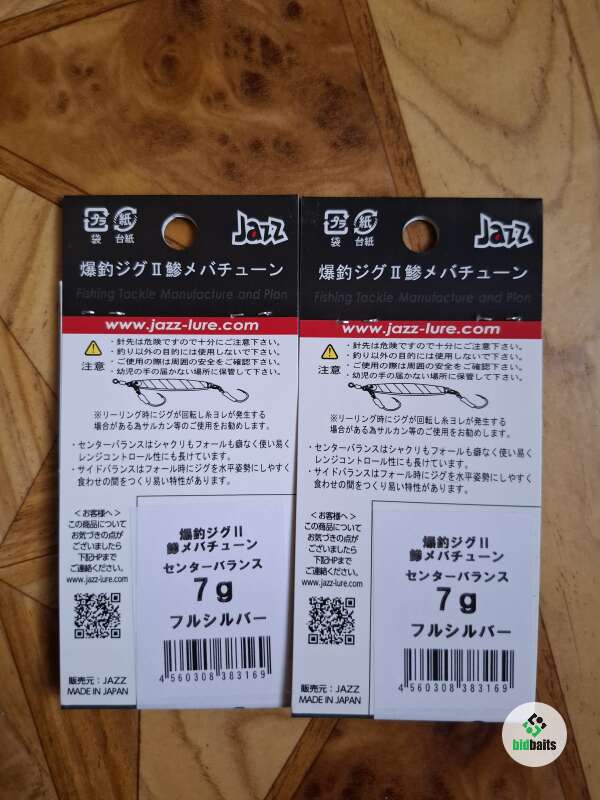 プラ
袋
紙
台紙
Jazz
爆釣ジグⅡ鯵メバチューン
Fishing Tackle Manufacture and Plan
www.jazz-lure.com
注意
・針先は危険ですので十分にご注意下さい。
・釣り以外の目的には使用しないで下さい。
・ご使用の際は周囲の安全をご確認下さい。
・幼児の手の届かない場所に保管して下さい。
※リーリング時にジグが回転し糸ヨレが発生する
場合がある為サルカン等のご使用をお勧めします。
・センターバランスはシャクリもフォールも癖なく使い易く
レンジコントロール性にも長けています。
・サイドバランスはフォール時にジグを水平姿勢にしやすく
食わせの間をつくり易い特性があります。
＜お客様へ＞
この商品について
お気づきの点が
ございましたら
下記HPまで
ご連絡ください。
www.jazz-lure.com
販売元：JAZZ
MADE IN JAPAN
爆釣ジグⅡ
鯵メバチューン
センターバランス
7g
フルシルバー
4 560308 383169
プラ
袋
紙
台紙
Jazz
爆釣ジグⅡ鯵メバチューン
Fishing Tackle Manufacture and Plan
www.jazz-lure.com
注意
・針先は危険ですので十分にご注意下さい。
・釣り以外の目的には使用しないで下さい。
・ご使用の際は周囲の安全をご確認下さい。
・幼児の手の届かない場所に保管して下さい。
※リーリング時にジグが回転し糸ヨレが発生する
場合がある為サルカン等のご使用をお勧めします。
・センターバランスはシャクリもフォールも癖なく使い易く
レンジコントロール性にも長けています。
・サイドバランスはフォール時にジグを水平姿勢にしやすく
食わせの間をつくり易い特性があります。
＜お客様へ＞
この商品について
お気づきの点が
ございましたら
下記HPまで
ご連絡ください。
www.jazz-lure.com
販売元：JAZZ
MADE IN JAPAN
爆釣ジグⅡ
鯵メバチューン
センターバランス
7g
フルシルバー
4 560308 383169
bidbaits